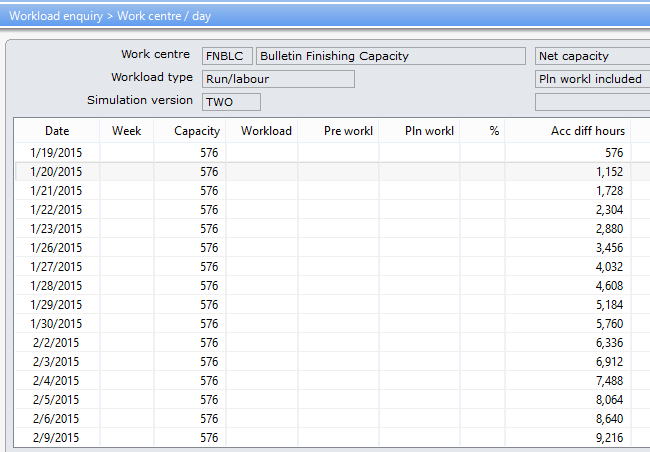 Workload enquiry > Work centre / day
Work centre FNBLC Bulletin Finishing Capacity Net capacity
Workload type Run/labour Pln workl included
Simulation version TWO
Date Week Capacity Workload Pre workl Pln workl % Acc diff hours
1/19/2015 576 576
1/20/2015 576 1,152
1/21/2015 576 1,728
1/22/2015 576 2,304
1/23/2015 576 2,880
1/26/2015 576 3,456
1/27/2015 576 4,032
1/28/2015 576 4,608
1/29/2015 576 5,184
1/30/2015 576 5,760
2/2/2015 576 6,336
2/3/2015 576 6,912
2/4/2015 576 7,488
2/5/2015 576 8,064
2/6/2015 576 8,640
2/9/2015 576 9,216